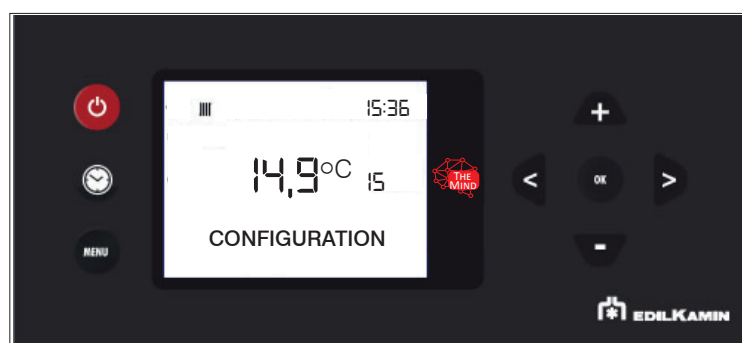 15:36
14,9°C 15
THE
MIND
CONFIGURATION
MENU
OK
EDILKAMIN